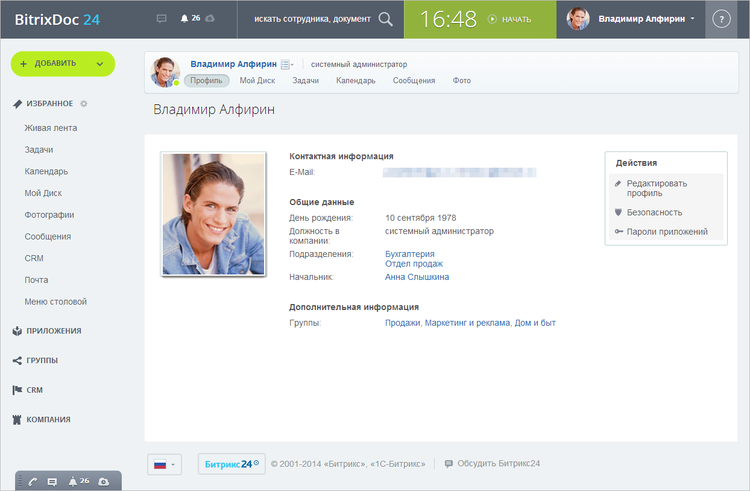 BitrixDoc 24
26
искать сотрудника, документ
16:48
НАЧАТЬ
Владимир Алфирин
?
+ ДОБАВИТЬ
Владимир Алфирин
системный администратор
Профиль
Мой Диск
Задачи
Календарь
Сообщения
Фото
ИЗБРАННОЕ
Живая лента
Задачи
Календарь
Мой Диск
Фотографии
Сообщения
CRM
Почта
Меню столовой
ПРИЛОЖЕНИЯ
ГРУППЫ
CRM
КОМПАНИЯ
Владимир Алфирин
Контактная информация
E-Mail:
Общие данные
День рождения: 10 сентября 1978
Должность в компании: системный администратор
Подразделения: Бухгалтерия
Отдел продаж
Начальник: Анна Слышкина
Дополнительная информация
Группы: Продажи, Маркетинг и реклама, Дом и быт
Действия
Редактировать
профиль
Безопасность
Пароли приложений
Битрикс24
© 2001-2014 «Битрикс», «1С-Битрикс»
Обсудить Битрикс24
26